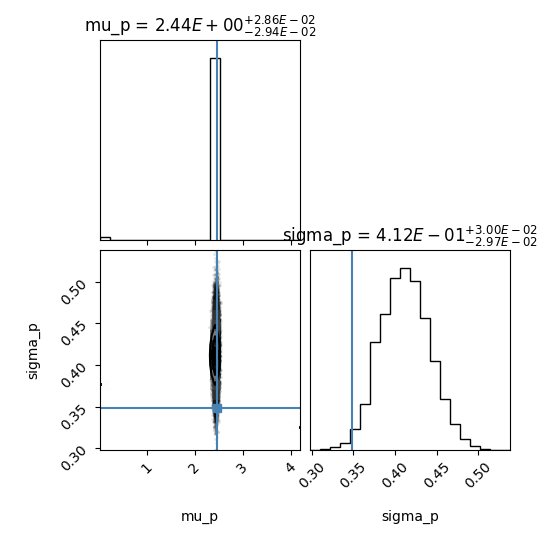 mu_p = 2.44E + 00+2.86E − 02 −2.94E − 02
sigma_p = 4.12E − 01+3.00E − 02 −2.97E − 02
sigma_p
0.50
0.45
0.40
0.35
0.30
1 2 3 4
0.30 0.35 0.40 0.45 0.50
mu_p
sigma_p